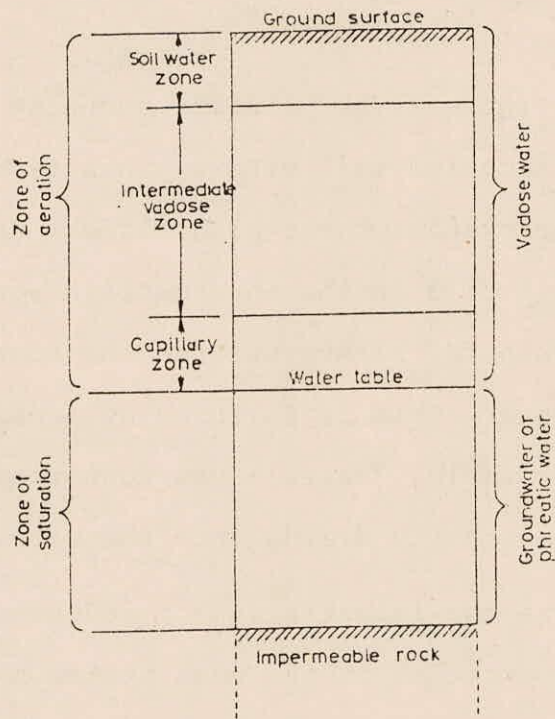 Ground surface
Soil water
zone
Zone of
aeration
Intermediate
vadose
zone
Vadose water
Capillary
zone
Water table
Zone of
saturation
Groundwater or
phreatic water
Impermeable rock